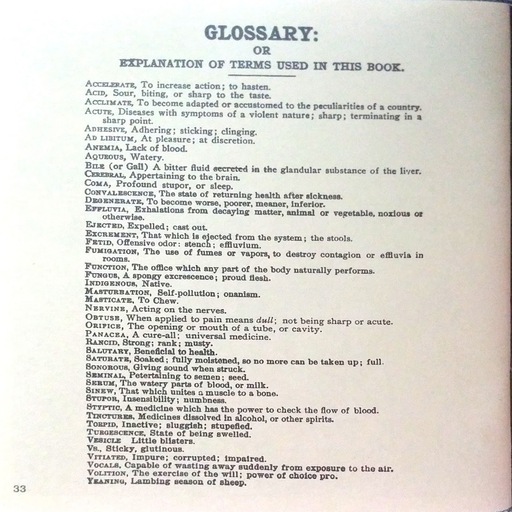 GLOSSARY:
OR
EXPLANATION OF TERMS USED IN THIS BOOK.
ACCELERATE, To increase action; to hasten.
ACID, Sour, biting, or sharp to the taste.
ACCLIMATE, To become adapted or accustomed to the peculiarities of a country.
ACUTE, Diseases with symptoms of a violent nature; sharp; terminating in a
sharp point.
ADHESIVE, Adhering; sticking; clinging.
AD LIBITUM, At pleasure; at discretion.
ANEMIA, Lack of blood.
AQUEOUS, Watery.
BILE (or Gall) A bitter fluid secreted in the glandular substance of the liver.
CEREBRAL, Appertaining to the brain.
COMA, Profound stupor, or sleep.
CONVALESCENCE, The state of returning health after sickness.
DEGENERATE, To become worse, poorer, meaner, inferior.
EFFLUVIA, Exhalations from decaying matter, animal or vegetable, noxious or
otherwise.
EJECTED, Expelled; cast out.
EXCREMENT, That which is ejected from the system; the stools.
FETID, Offensive odor: stench; effluvium.
FUMIGATION, The use of fumes or vapors, to destroy contagion or effluvia in
rooms.
FUNCTION, The office which any part of the body naturally performs.
FUNGUS, A spongy excrescence; proud flesh.
INDIGENOUS, Native.
MASTURBATION, Self-pollution; onanism.
MASTICATE, To Chew.
NERVINE, Acting on the nerves.
OBTUSE, When applied to pain means dull; not being sharp or acute.
ORIFICE, The opening or mouth of a tube, or cavity.
PANACEA, A cure-all; universal medicine.
RANCID, Strong; rank; musty.
SALUTARY, Beneficial to health.
SATURATE, Soaked; fully moistened, so no more can be taken up; full.
SONOROUS, Giving sound when struck.
SEMINAL, Petertaining to semen; seed.
SERUM, The watery parts of blood, or milk.
SINEW, That which unites a muscle to a bone.
STUPOR, Insensibility; numbness.
STYPTIC, A medicine which has the power to check the flow of blood.
TINCTURES, Medicines dissolved in alcohol, or other spirits.
TORPID, Inactive; sluggish; stupefied.
TURGESCENCE, State of being swelled.
VESICLE Little blisters.
VS., Sticky, glutinous.
VITIATED, Impure; corrupted; impaired.
VOCALS, Capable of wasting away suddenly from exposure to the air.
VOLITION, The exercise of the will; power of choice pro.
YEANING, Lambing season of sheep.
33